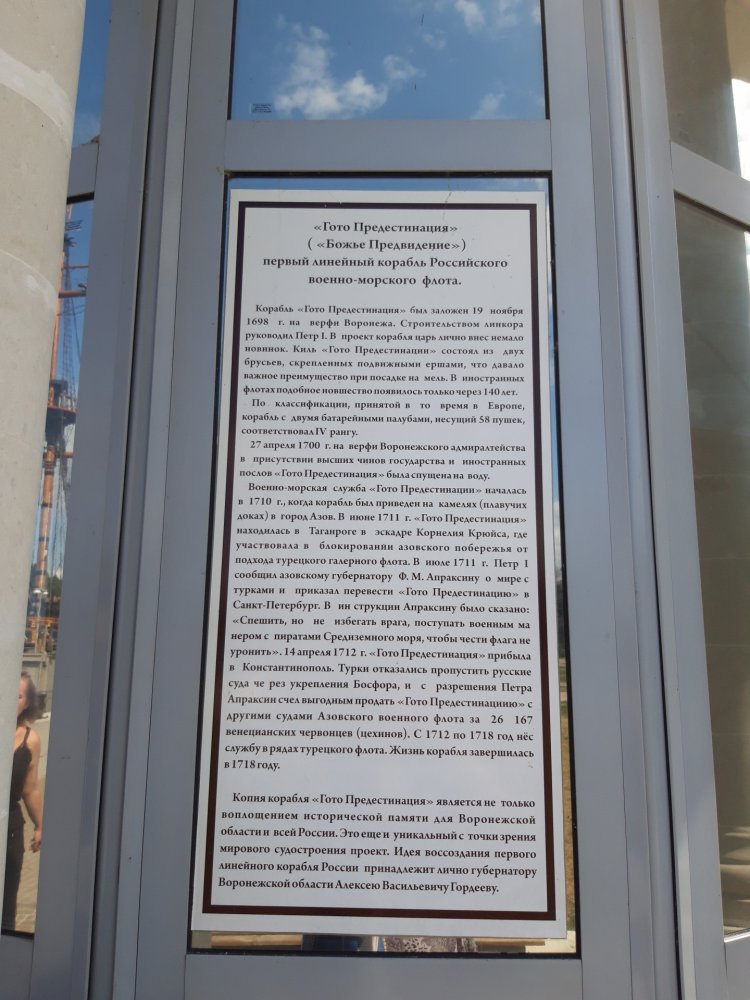 «Гото Предестинация»
( «Божье Предвидение»)
первый линейный корабль Российского
военно-морского флота.
Корабль «Гото Предестинация» был заложен 19 ноября
1698 г. на верфи Воронежа. Строительством линкора
руководил Петр I. В проект корабля царь лично внес немало
новинок. Киль «Гото Предестинации» состоял из двух
брусьев, скрепленных подвижными ершами, что давало
важное преимущество при посадке на мель. В иностранных
флотах подобное новшество появилось только через 140 лет.
По классификации, принятой в то время в Европе,
корабль с двумя батарейными палубами, несущий 58 пушек,
соответствовал IV рангу.
27 апреля 1700 г. на верфи Воронежского адмиралтейства
в присутствии высших чинов государства и иностранных
послов «Гото Предестинация» была спущена на воду.
Военно-морская служба «Гото Предестинации» началась
в 1710 г., когда корабль был приведен на камелях (плавучих
доках) в город Азов. В июне 1711 г. «Гото Предестинация»
находилась в Таганроге в эскадре Корнелия Крюйса, где
участвовала в блокировании азовского побережья от
подхода турецкого галерного флота. В июле 1711 г. Петр I
сообщил азовскому губернатору Ф. М. Апраксину о мире с
турками и приказал перевести «Гото Предестинацию» в
Санкт-Петербург. В ин струкции Апраксину было сказано:
«Спешить, но не избегать врага, поступать военным ма
нером с пиратами Средиземного моря, чтобы чести флага не
уронить». 14 апреля 1712 г. «Гото Предестинация» прибыла
в Константинополь. Турки отказались пропустить русские
суда че рез укрепления Босфора, и с разрешения Петра
Апраксин счел выгодным продать «Гото Предестинациию» с
другими судами Азовского военного флота за 26 167
венецианских червонцев (цехинов). С 1712 по 1718 год нёс
службу в рядах турецкого флота. Жизнь корабля завершилась
в 1718 году.
Копия корабля «Гото Предестинация» является не только
воплощением исторической памяти для Воронежской
области и всей России. Это еще и уникальный с точки зрения
мирового судостроения проект. Идея воссоздания первого
линейного корабля России принадлежит лично губернатору
Воронежской области Алексею Васильевичу Гордееву.